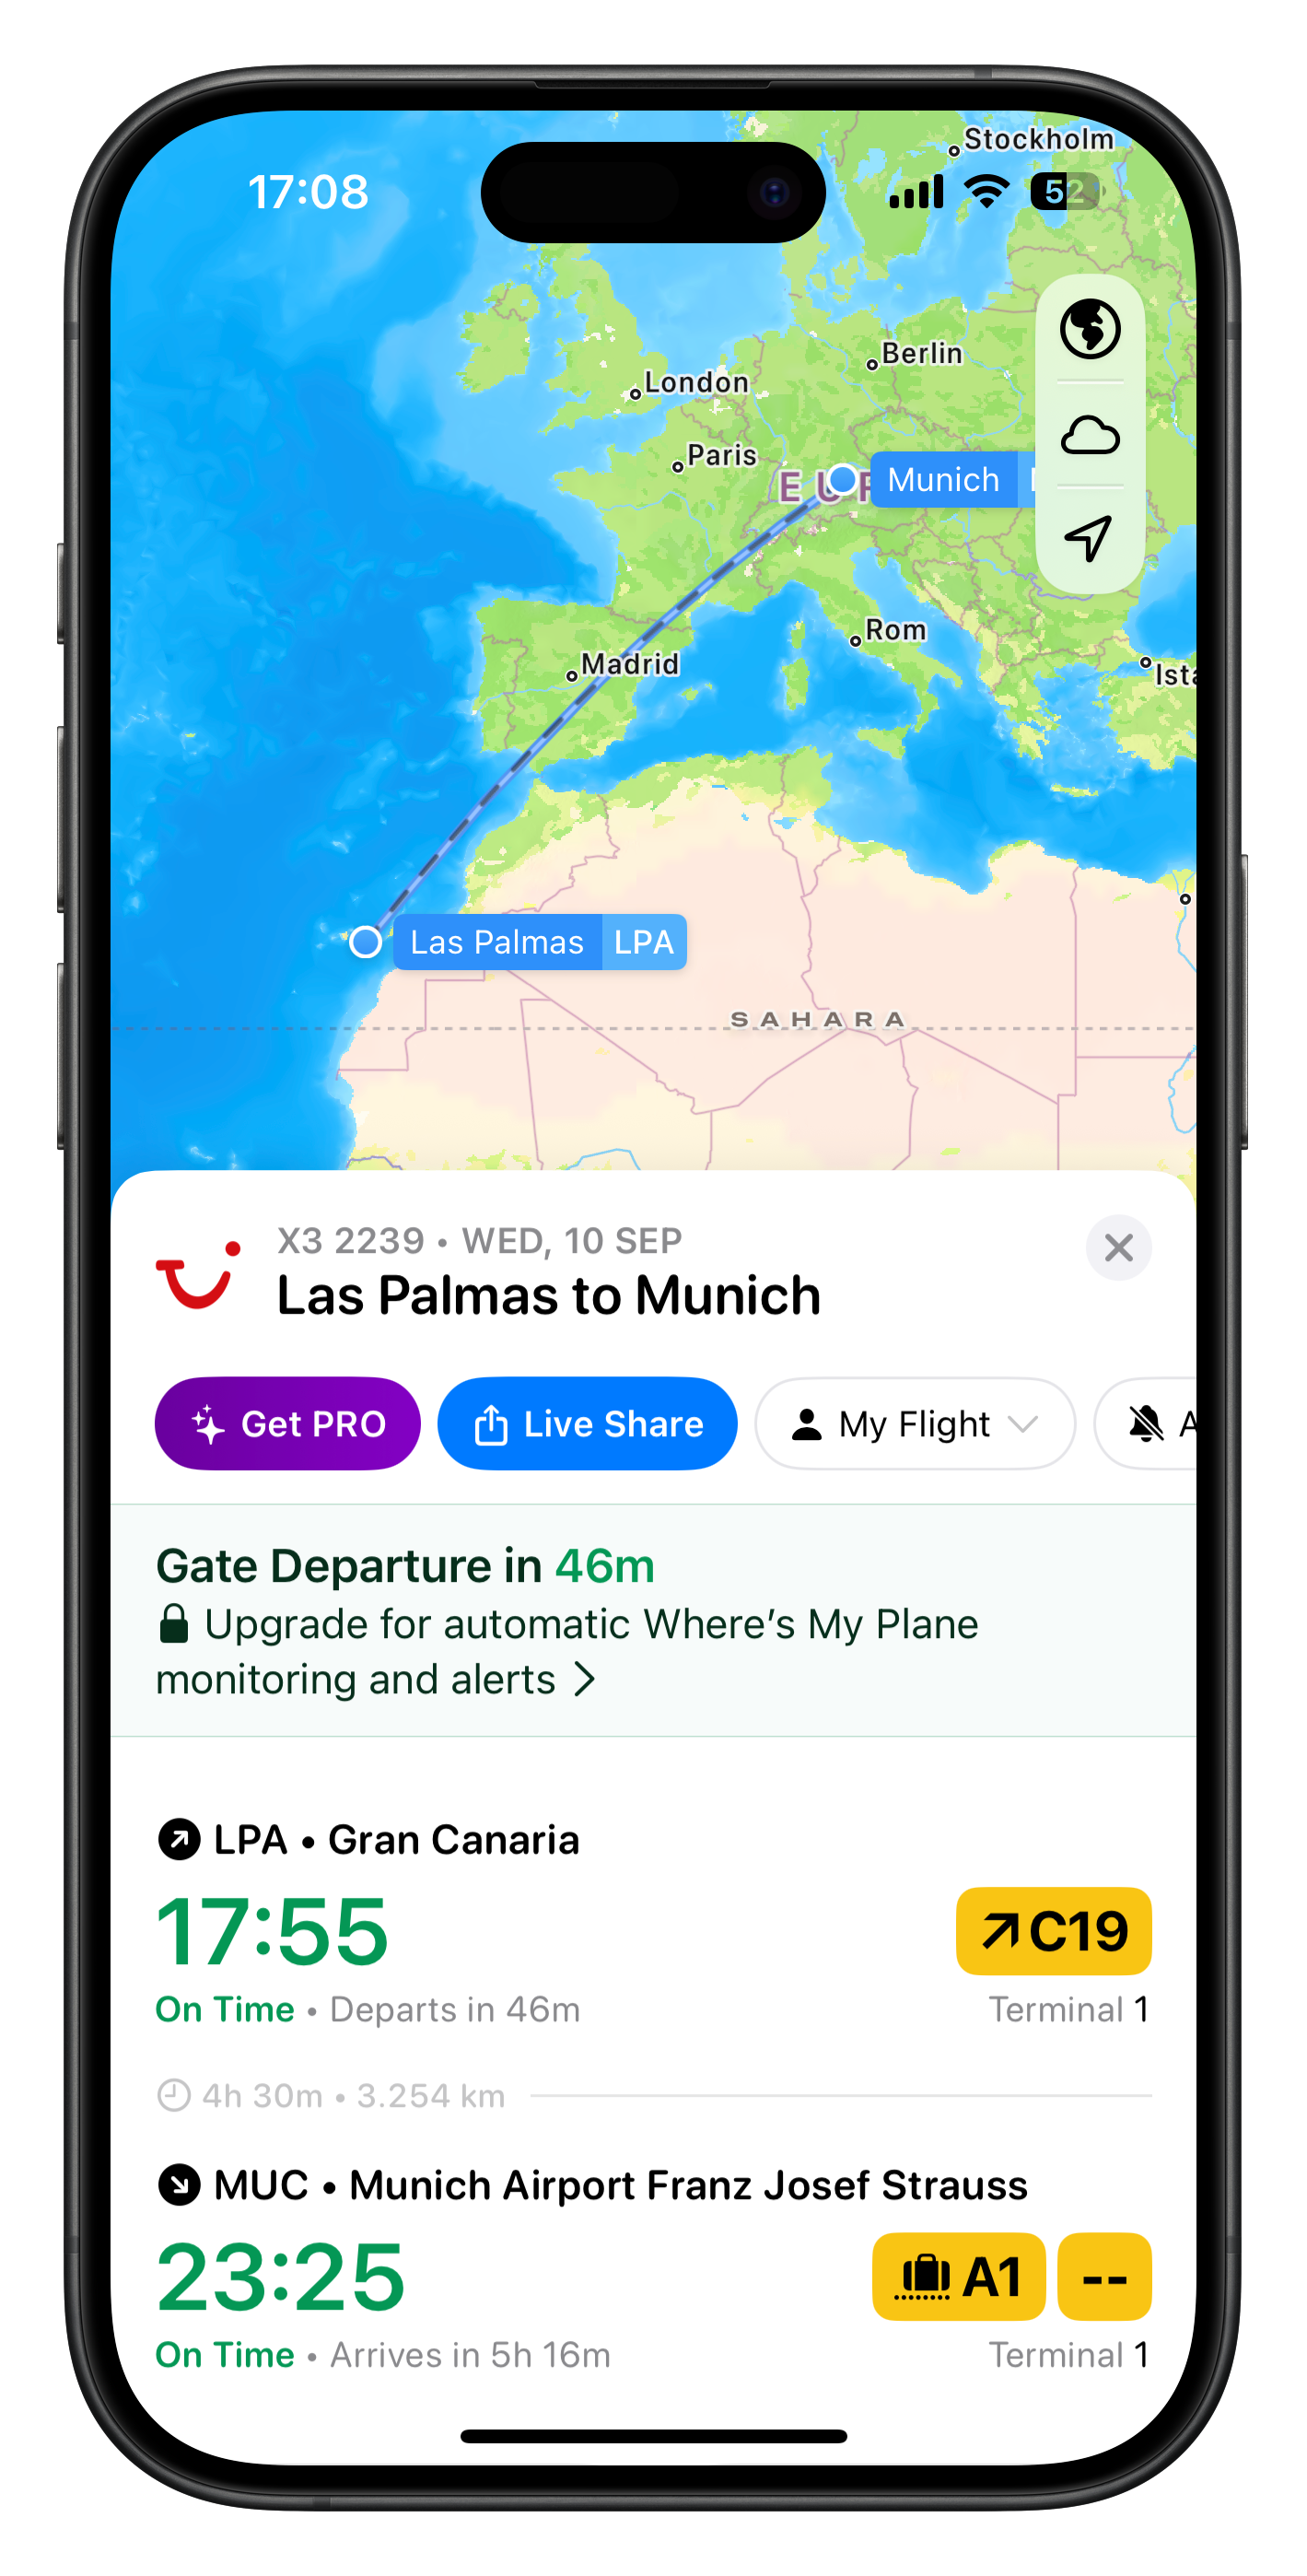 Stockholm
17:08
52
Berlin
London
Paris
EUR
Munich
Rom
Madrid
Ista
Las Palmas LPA
SAHARA
X3 2239 • WED, 10 SEP
Las Palmas to Munich
Get PRO
Live Share
My Flight
A
Gate Departure in 46m
Upgrade for automatic Where’s My Plane
monitoring and alerts
LPA • Gran Canaria
17:55
C19
On Time • Departs in 46m
Terminal 1
4h 30m • 3.254 km
MUC • Munich Airport Franz Josef Strauss
23:25
A1
--
On Time • Arrives in 5h 16m
Terminal 1